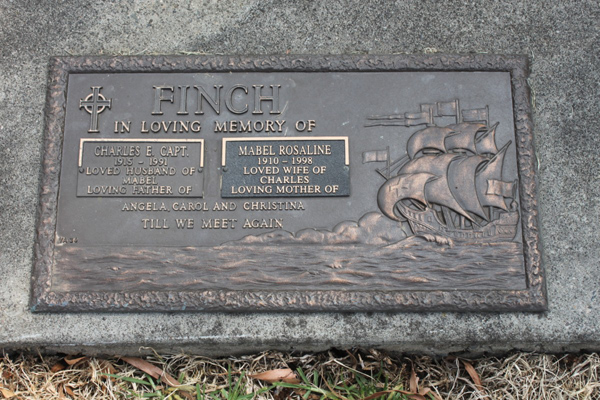 FINCH
IN LOVING MEMORY OF
CHARLES E. CAPT.
1915 - 1991
LOVED HUSBAND OF
MABEL
LOVING FATHER OF
MABEL ROSALINE
1910 - 1998
LOVED WIFE OF
CHARLES
LOVING MOTHER OF
ANGELA, CAROL AND CHRISTINA
TILL WE MEET AGAIN